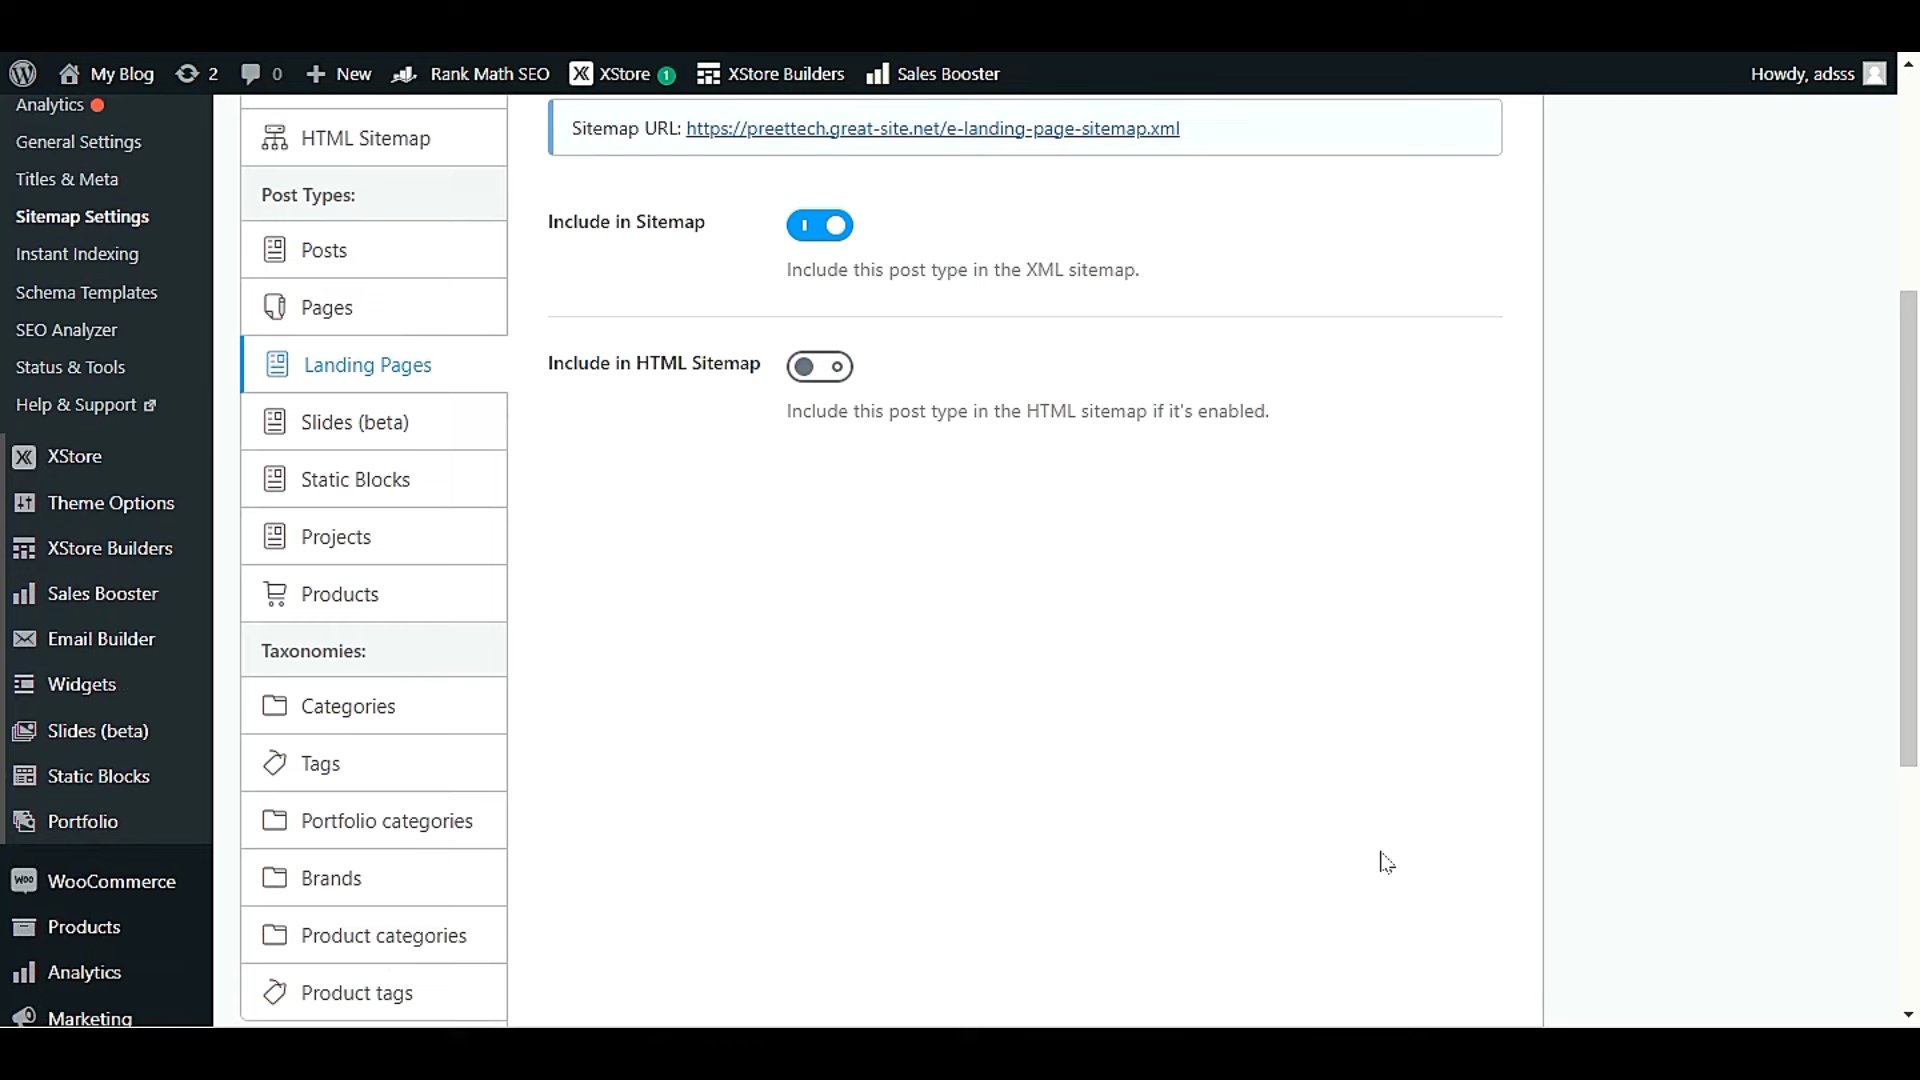 My Blog 2 0 New Rank Math SEO XStore 1 XStore Builders Sales Booster Howdy, adsss
Analytics
General Settings
Titles & Meta
Sitemap Settings
Instant Indexing
Schema Templates
SEO Analyzer
Status & Tools
Help & Support
XStore
Theme Options
XStore Builders
Sales Booster
Email Builder
Widgets
Slides (beta)
Static Blocks
Portfolio
WooCommerce
Products
Analytics
Marketing
HTML Sitemap
Post Types:
Posts
Pages
Landing Pages
Slides (beta)
Static Blocks
Projects
Products
Taxonomies:
Categories
Tags
Portfolio categories
Brands
Product categories
Product tags
Sitemap URL: https://preettech.great-site.net/e-landing-page-sitemap.xml
Include in Sitemap
Include this post type in the XML sitemap.
Include in HTML Sitemap
Include this post type in the HTML sitemap if it's enabled.